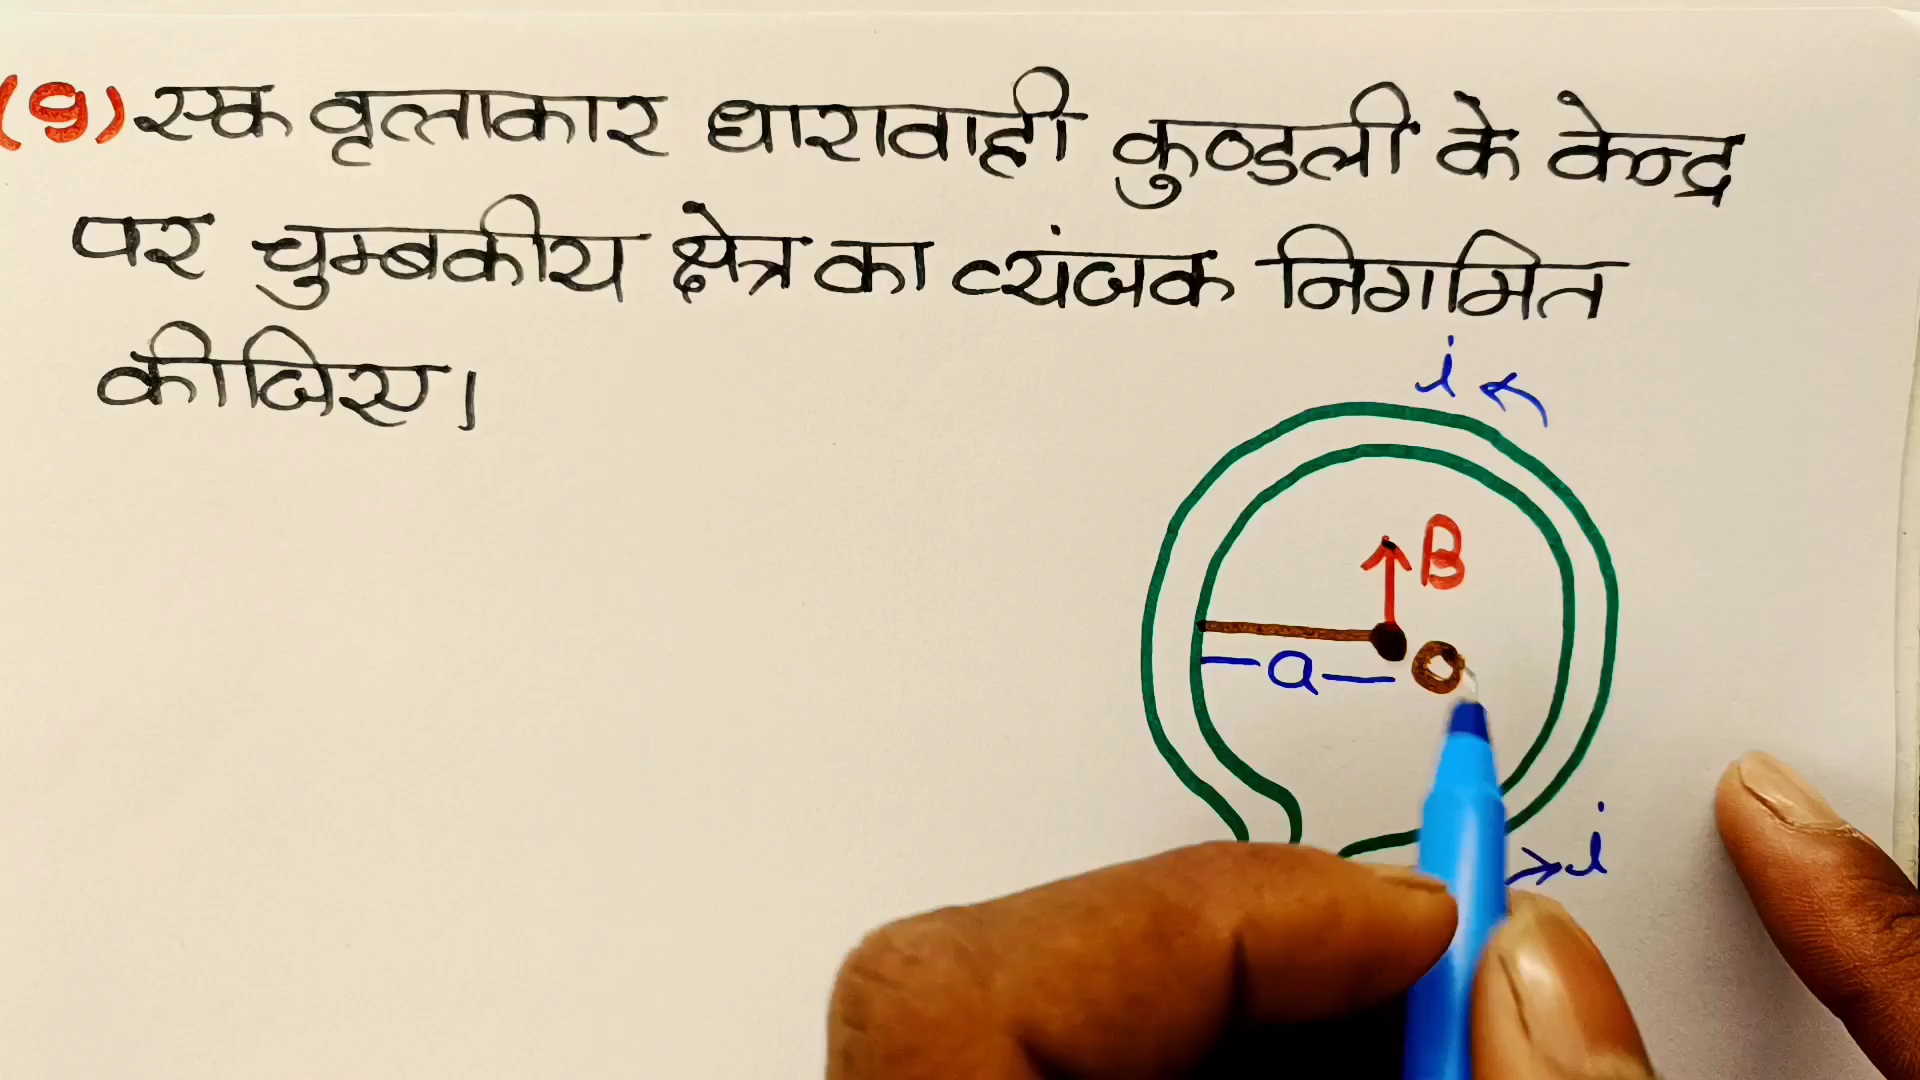 (9) एक वृत्ताकार धारावाही कुण्डली के केन्द्र
पर चुम्बकीय क्षेत्र का व्यंजक निगमित
कीजिए।
i
B
a
O
i